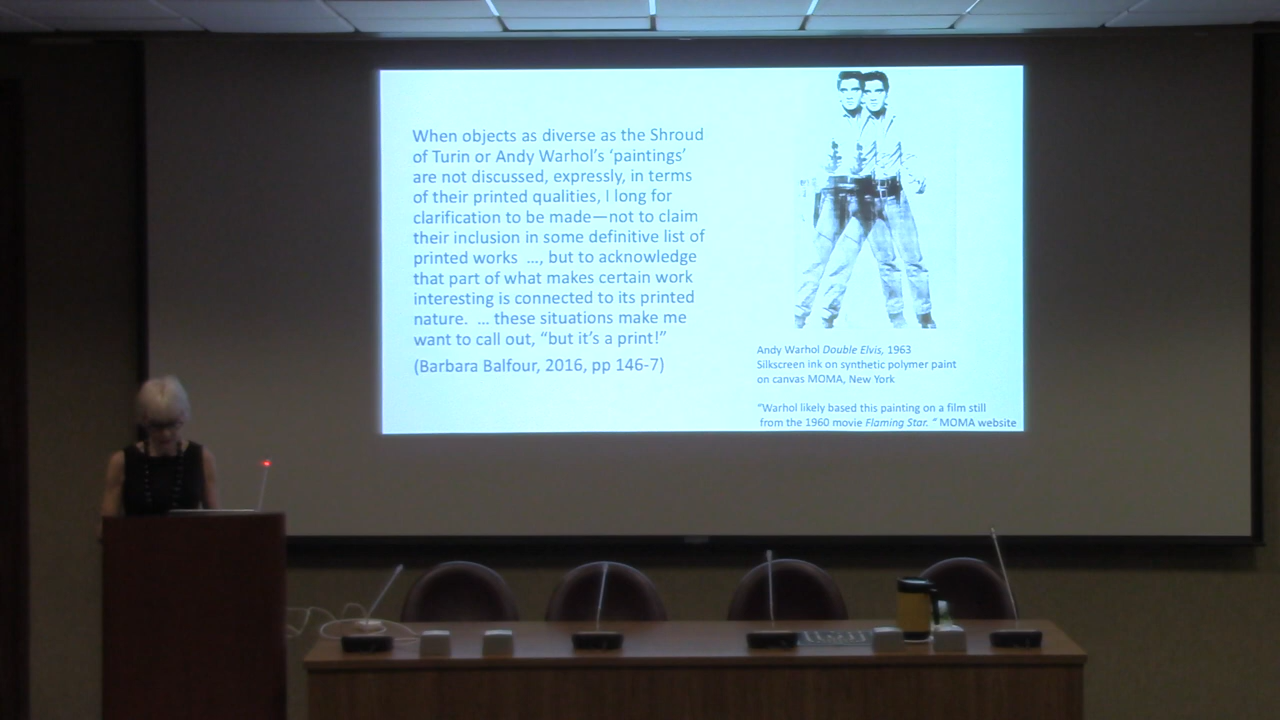 When objects as diverse as the Shroud
of Turin or Andy Warhol's 'paintings'
are not discussed, expressly, in terms
of their printed qualities, I long for
clarification to be made—not to claim
their inclusion in some definitive list of
printed works …, but to acknowledge
that part of what makes certain work
interesting is connected to its printed
nature. … these situations make me
want to call out, "but it's a print!"
(Barbara Balfour, 2016, pp 146-7)
Andy Warhol Double Elvis, 1963
Silkscreen ink on synthetic polymer paint
on canvas MOMA, New York
"Warhol likely based this painting on a film still
from the 1960 movie Flaming Star. " MOMA website